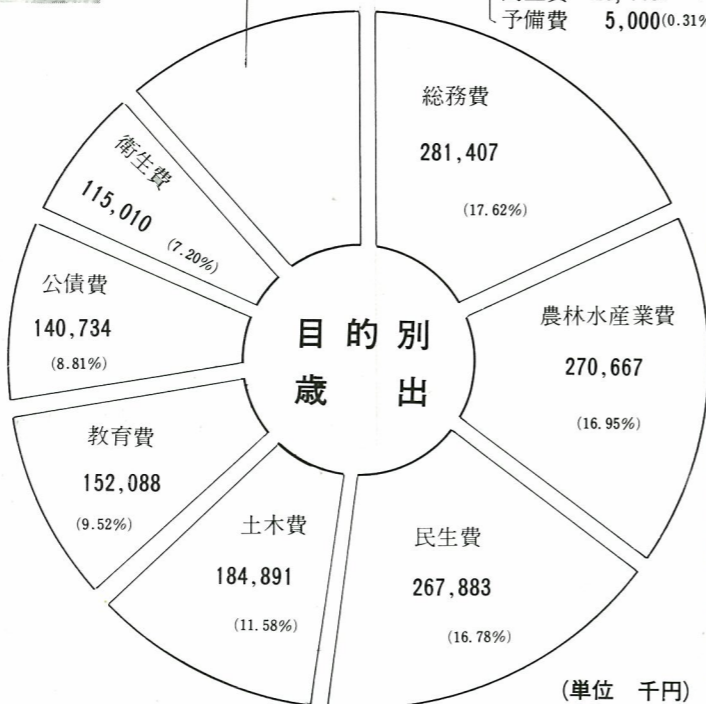 予備費 5,000(0.31%
総務費
281,407
(17.62%)
農林水産業費
270,667
(16.95%)
民生費
267,883
(16.78%)
土木費
184,891
(11.58%)
教育費
152,088
(9.52%)
公債費
140,734
(8.81%)
衛生費
115,010
(7.20%)
目的別
歳出
(単位 千円)